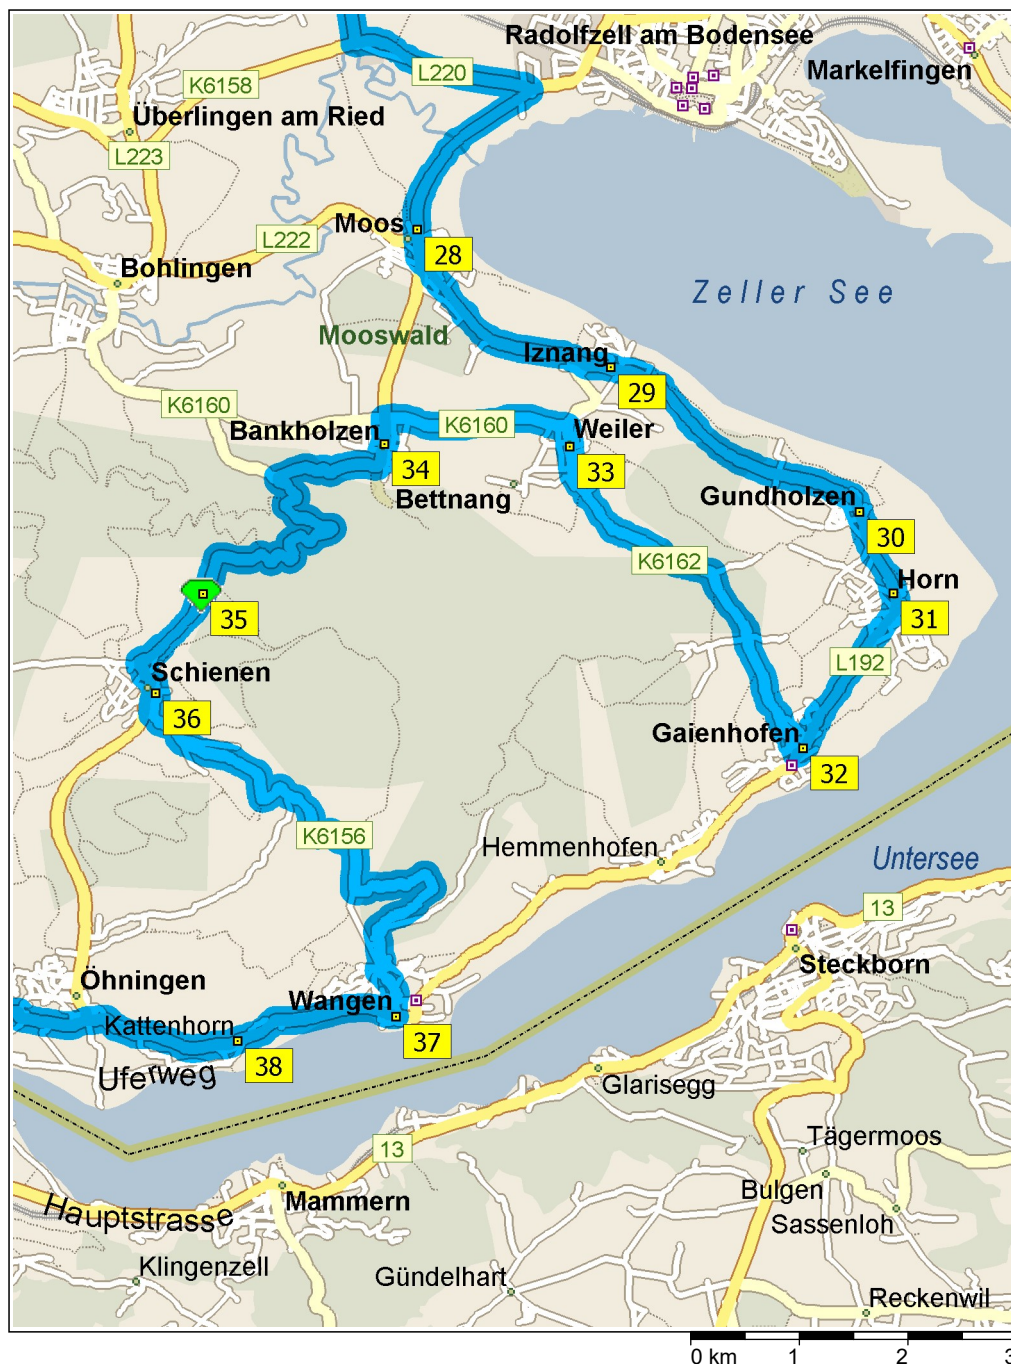 Radolfzell am Bodensee
Markelfingen
L220
K6158
Überlingen am Ried
L223
Moos
L222
28
Bohlingen
Zeller See
Mooswald
Iznang
29
K6160
K6160
Bankholzen
Weiler
34
33
Bettnang
Gundholzen
30
K6162
Horn
35
31
L192
Schienen
36
Gaienhofen
32
K6156
Hemmenhofen
Untersee
13
Steckborn
Öhningen
Wangen
Kattenhorn
37
38
Uferweg
Glarisegg
13
Tägermoos
Bulgen
Mammern
Sassenloh
Hauptstrasse
Klingenzell
Gündelhart
Reckenwil
0 km 1 2 3